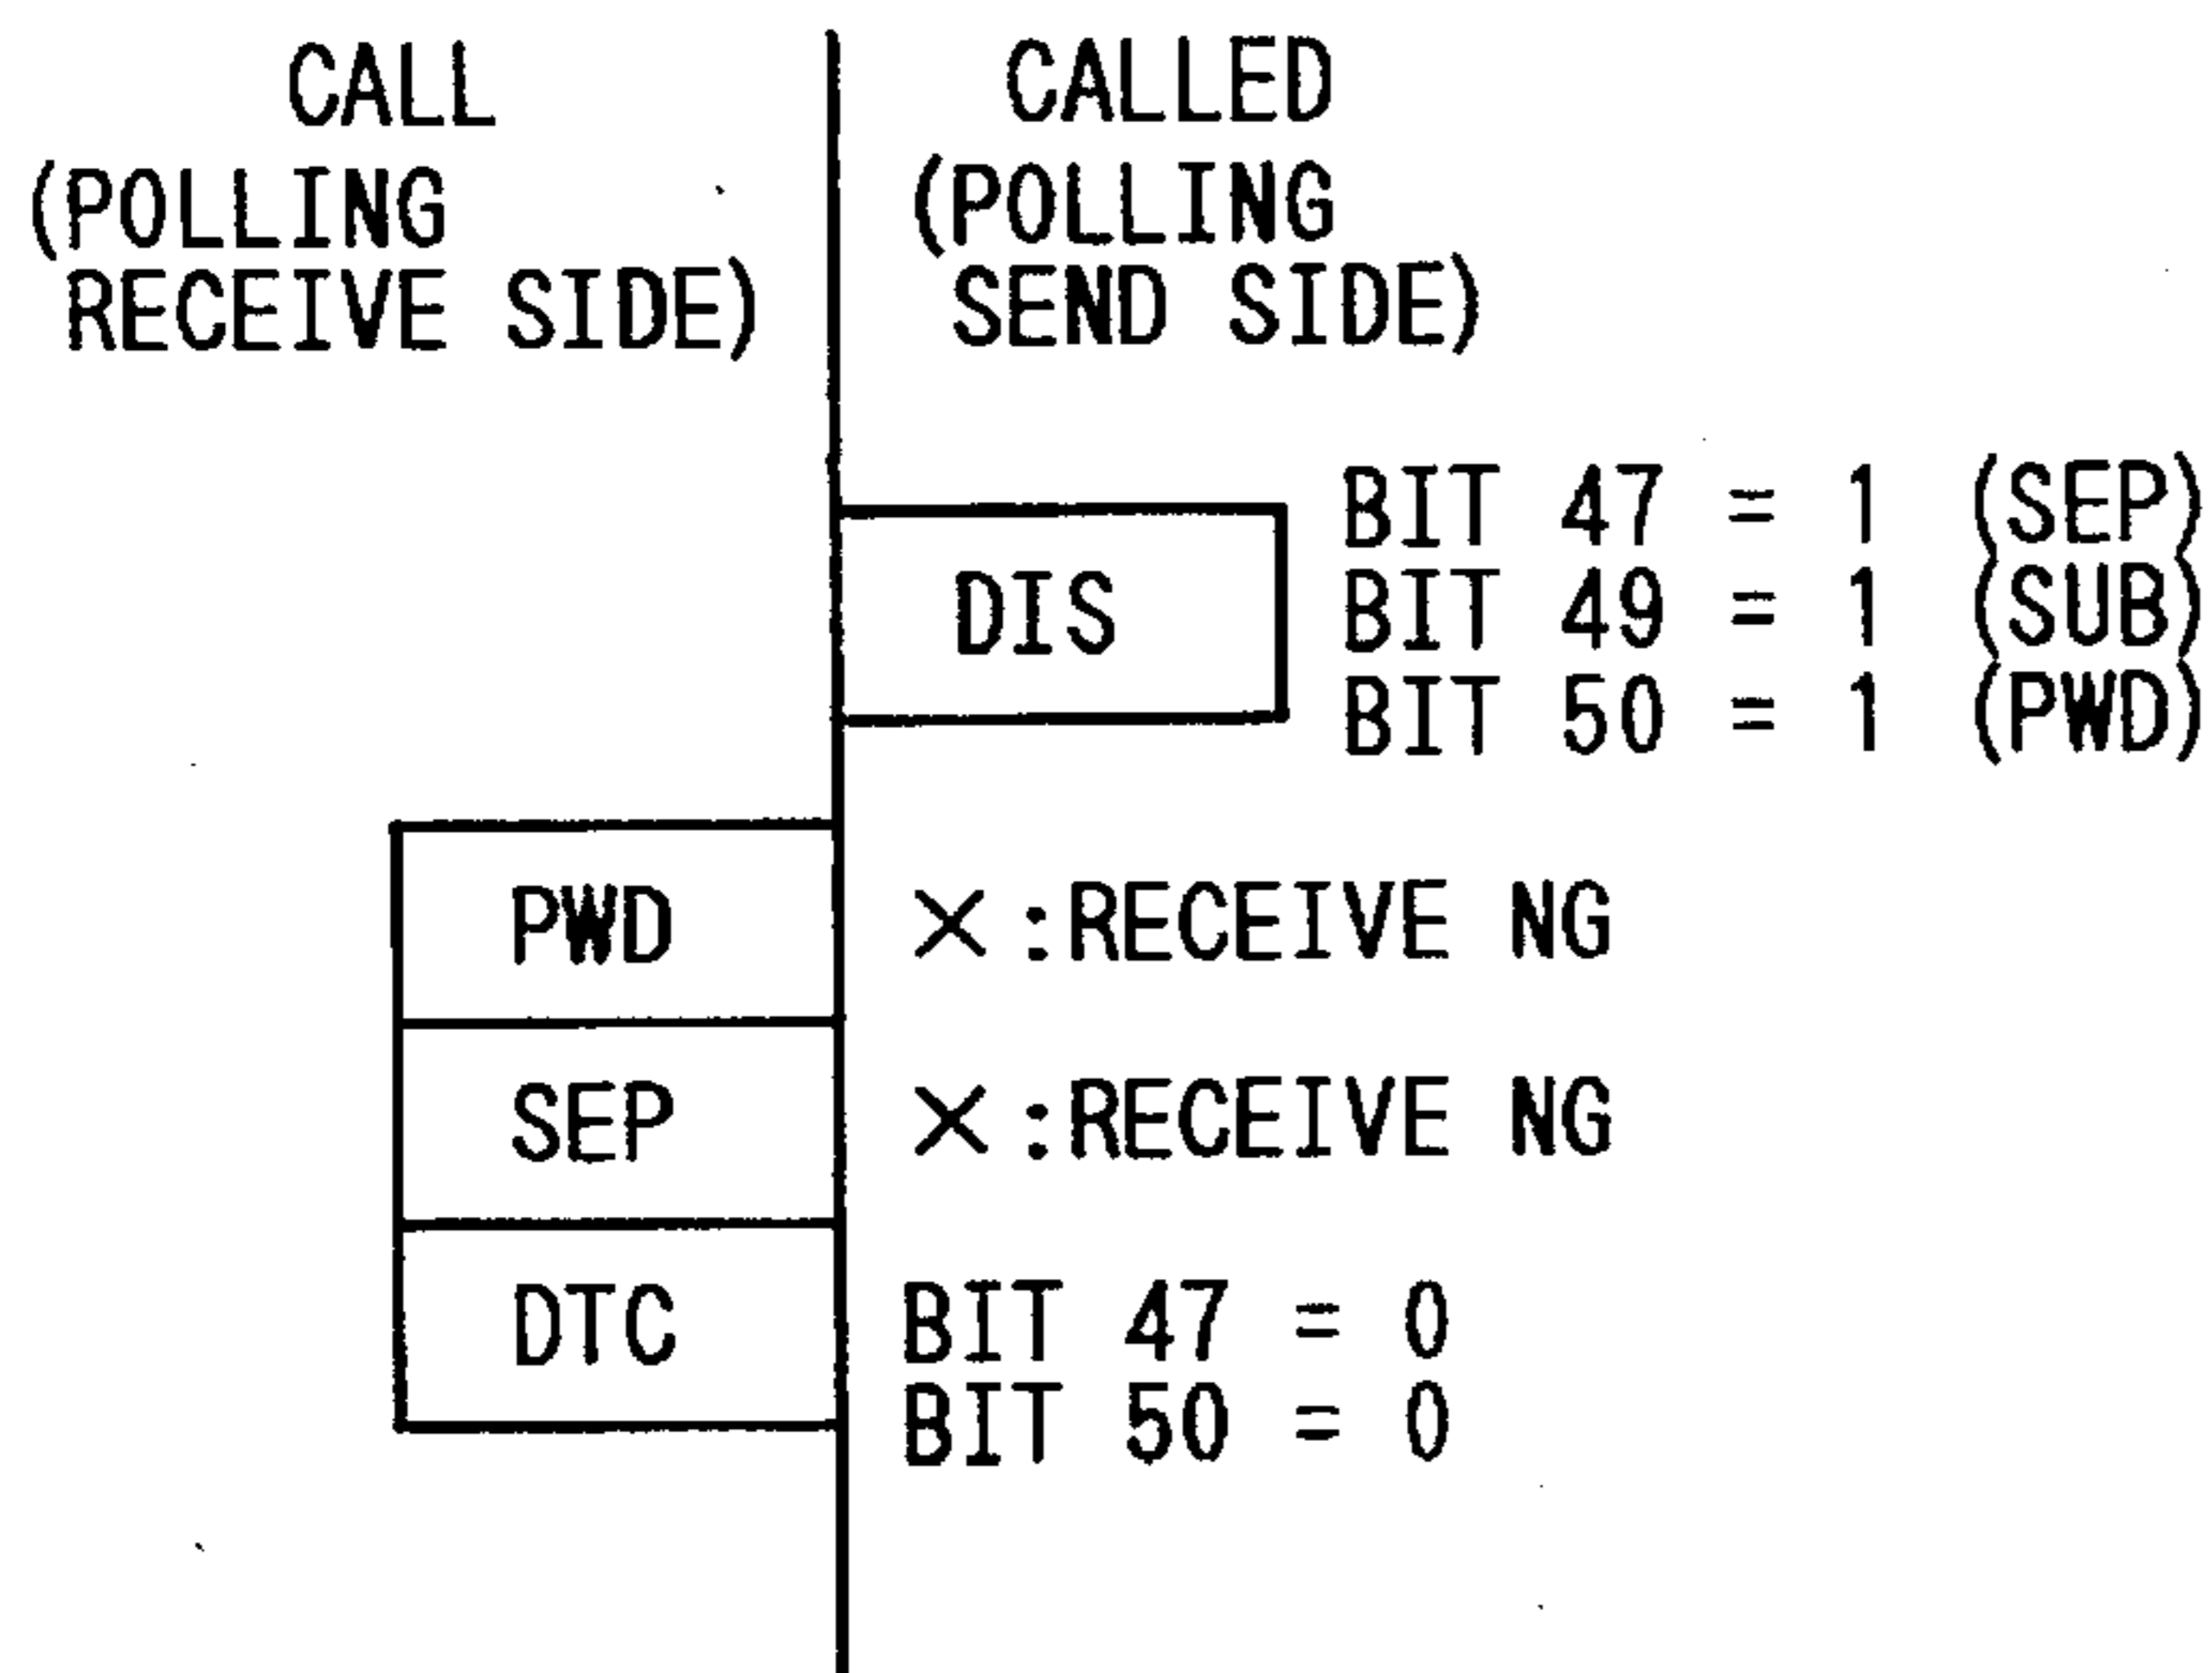 CALL
(POLLING
RECEIVE SIDE)
CALLED
(POLLING
SEND SIDE)
DIS
BIT 47 = 1 (SEP)
BIT 49 = 1 (SUB)
BIT 50 = 1 (PWD)
PWD
×:RECEIVE NG
SEP
×:RECEIVE NG
DTC
BIT 47 = 0
BIT 50 = 0